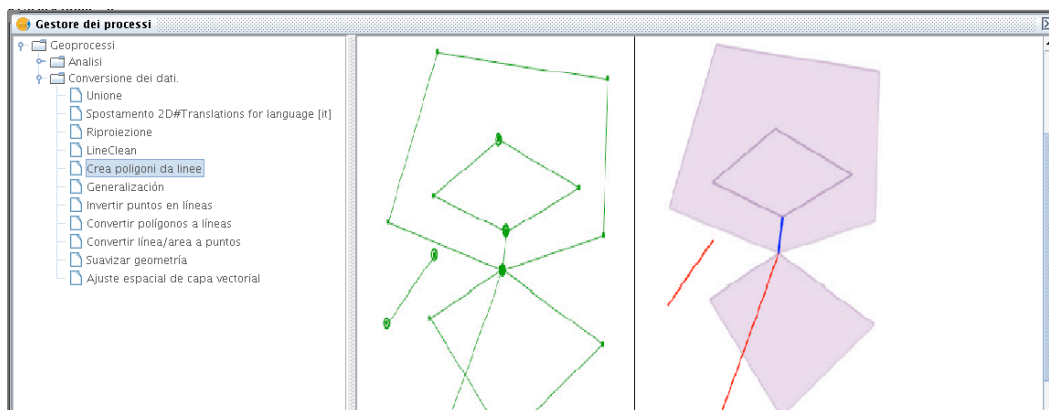 Gestore dei processi
Geoprocessi
Analisi
Conversione dei dati.
Unione
Spostamento 2D#Translations for language [it]
Riproiezione
LineClean
Crea poligoni da linee
Generalización
Invertir puntos en líneas
Convertir polígonos a líneas
Convertir línea/area a puntos
Suavizar geometría
Ajuste espacial de capa vectorial